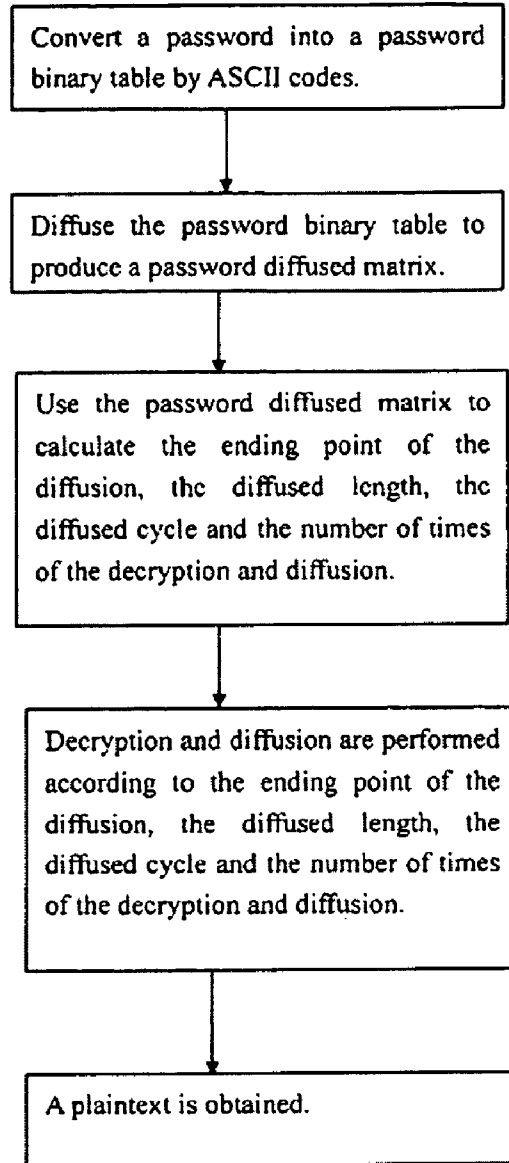 Convert a password into a password
binary table by ASCII codes.
Diffuse the password binary table to
produce a password diffused matrix.
Use the password diffused matrix to
calculate the ending point of the
diffusion, the diffused length, the
diffused cycle and the number of times
of the decryption and diffusion.
Decryption and diffusion are performed
according to the ending point of the
diffusion, the diffused length, the
diffused cycle and the number of times
of the decryption and diffusion.
A plaintext is obtained.